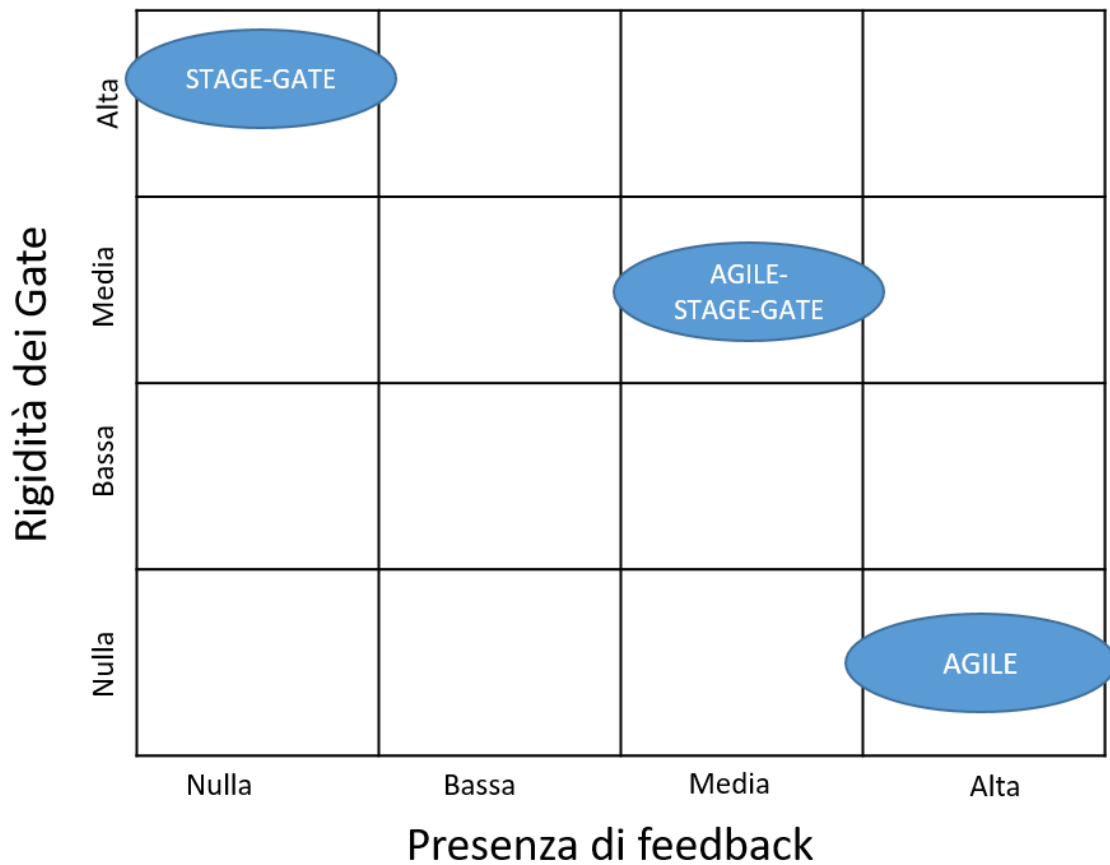 STAGE-GATE
Alta
AGILE-
STAGE-GATE
Media
Rigidità dei Gate
Bassa
AGILE
Nulla
Nulla
Bassa
Media
Alta
Presenza di feedback